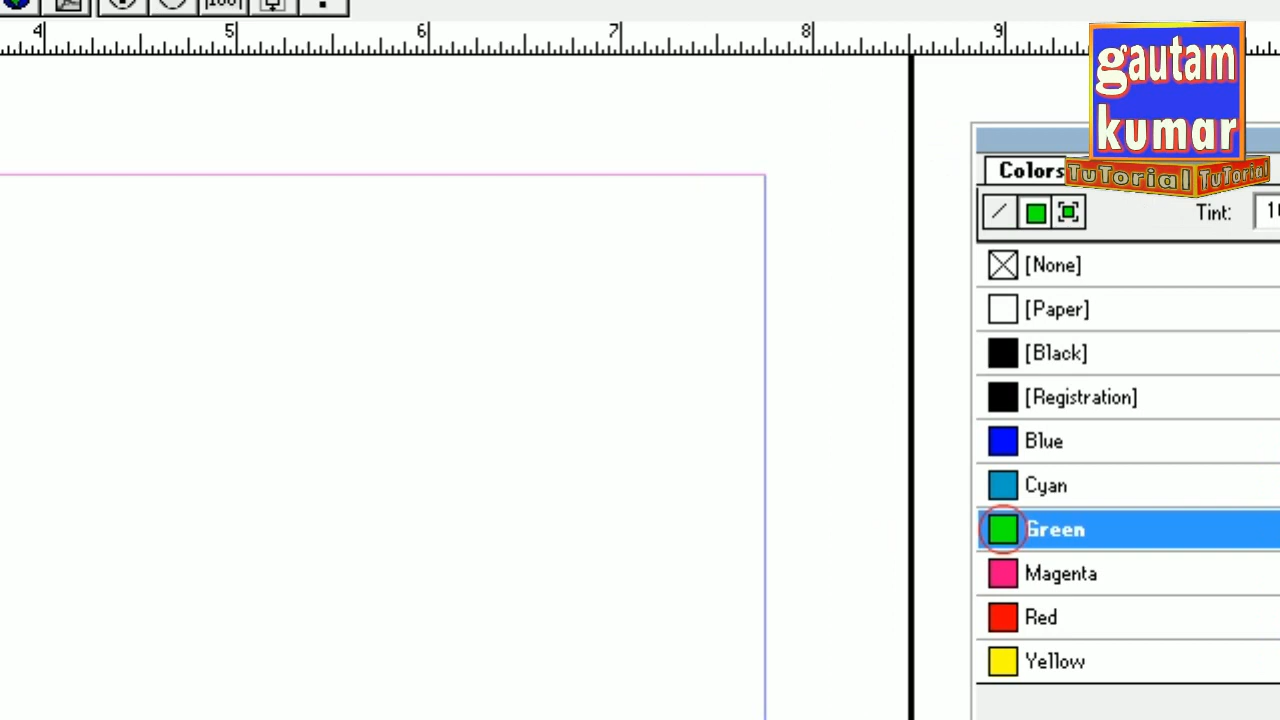 4 5 6 7 8 9
gautam
kumar
TuTorial TuTorial
Colors
Tint:
[None]
[Paper]
[Black]
[Registration]
Blue
Cyan
Green
Magenta
Red
Yellow